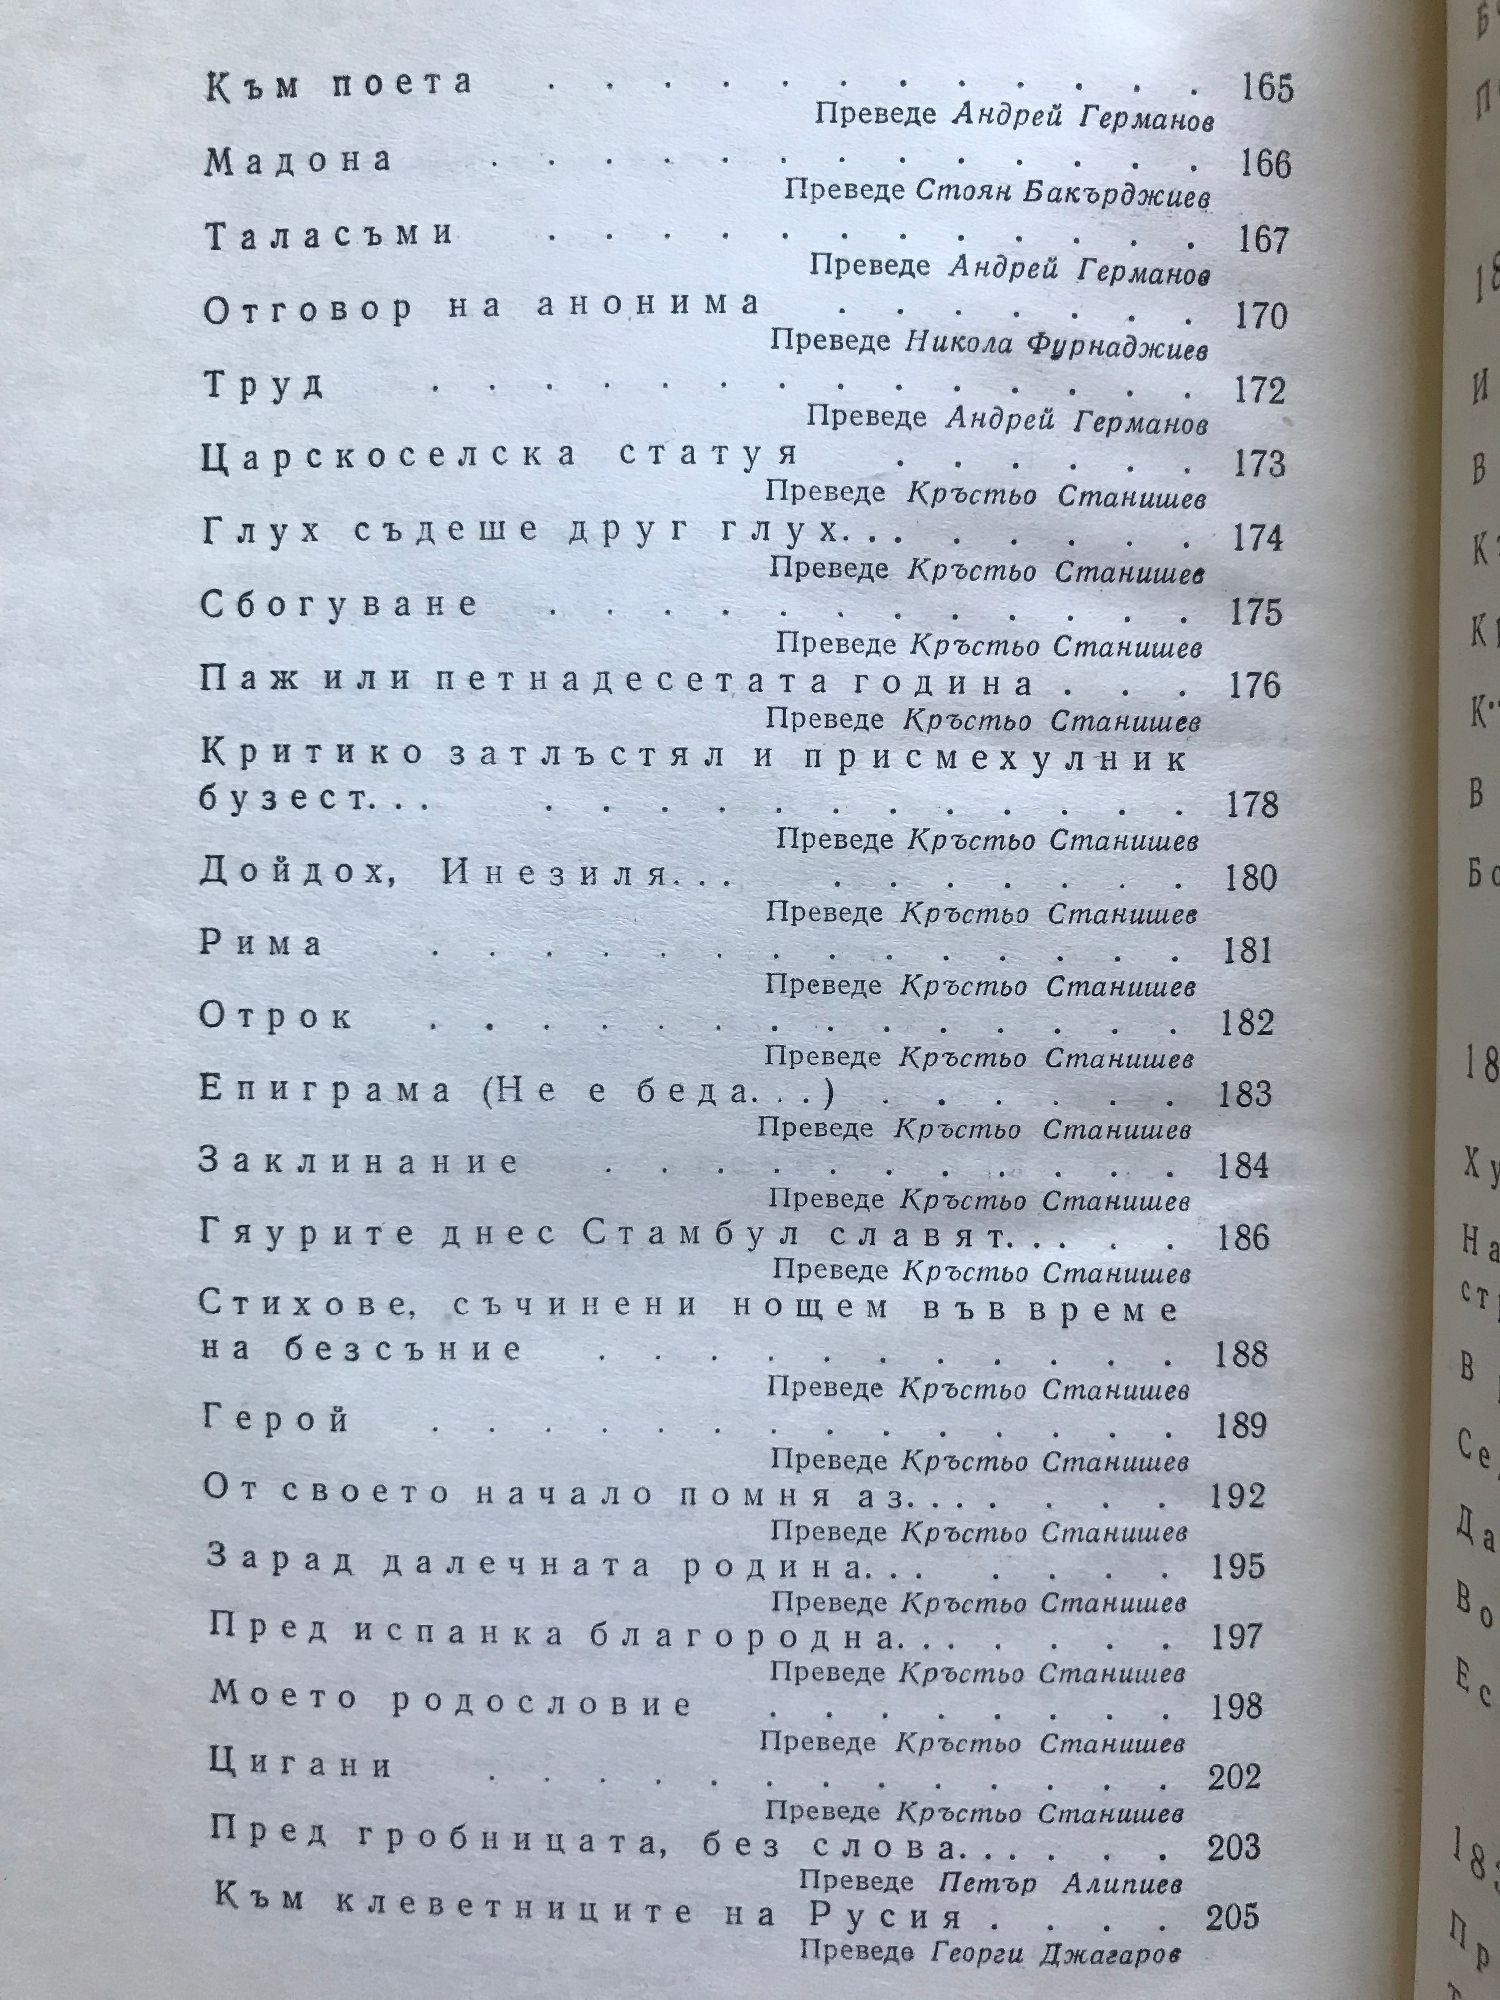 Към поета . . . . . . . . . . . . 165
Преведе Андрей Германов
Мадона . . . . . . . . . . . . . 166
Преведе Стоян Бакърджиев
Таласъми . . . . . . . . . . . . 167
Преведе Андрей Германов
Отговор на анонима . . . . . . . 170
Преведе Никола Фурнаджиев
Труд . . . . . . . . . . . . . . 172
Преведе Андрей Германов
Царскоселска статуя . . . . . . 173
Преведе Кръстьо Станишев
Глух съдеше друг глух... . . . . . 174
Преведе Кръстьо Станишев
Сбогуване . . . . . . . . . . . . 175
Преведе Кръстьо Станишев
Паж или петнадесетата година . . . 176
Преведе Кръстьо Станишев
Критико затлъстял и присмехулник
бузест... . . . . . . . . . . . . 178
Преведе Кръстьо Станишев
Дойдох, Инезиля... . . . . . . . 180
Преведе Кръстьо Станишев
Рима . . . . . . . . . . . . . . 181
Преведе Кръстьо Станишев
Отрок . . . . . . . . . . . . . . 182
Преведе Кръстьо Станишев
Епиграма (Не е беда...) . . . . . . 183
Преведе Кръстьо Станишев
Заклинание . . . . . . . . . . . 184
Преведе Кръстьо Станишев
Гяурите днес Стамбул славят... . . . 186
Преведе Кръстьо Станишев
Стихове, съчинени нощем във време
на безсъние . . . . . . . . . . . 188
Преведе Кръстьо Станишев
Герой . . . . . . . . . . . . . . 189
Преведе Кръстьо Станишев
От своето начало помня аз... . . . . . 192
Преведе Кръстьо Станишев
Зарад далечната родина... . . . . 195
Преведе Кръстьо Станишев
Пред испанка благородна... . . . . 197
Преведе Кръстьо Станишев
Моето родословие . . . . . . . . 198
Преведе Кръстьо Станишев
Цигани . . . . . . . . . . . . . 202
Преведе Кръстьо Станишев
Пред гробницата, без слова... . . . . 203
Преведе Петър Алипиев
Към клеветниците на Русия . . . . 205
Преведе Георги Джагаров